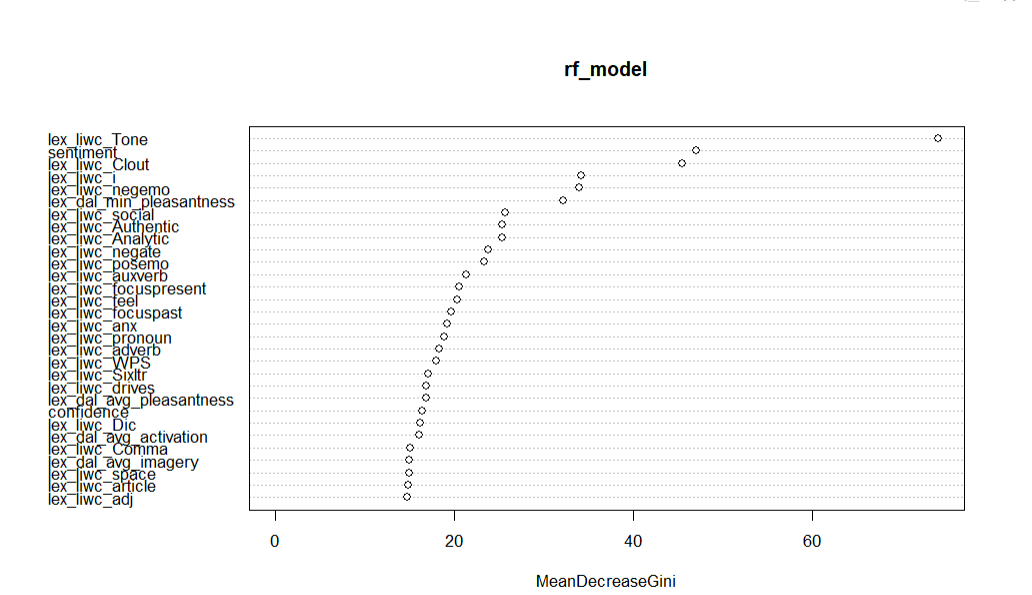 rf_model
lex_liwc_Tone
sentiment
lex_liwc_Clout
lex_liwc_i
lex_liwc_negemo
lex_dal_min_pleasantness
lex_liwc_social
lex_liwc_Authentic
lex_liwc_Analytic
lex_liwc_negate
lex_liwc_posemo
lex_liwc_auxverb
lex_liwc_focuspresent
lex_liwc_feel
lex_liwc_focuspast
lex_liwc_anx
lex_liwc_pronoun
lex_liwc_adverb
lex_liwc_WPS
lex_liwc_Sixltr
lex_liwc_drives
lex_dal_avg_pleasantness
confidence
lex_liwc_Dic
lex_dal_avg_activation
lex_liwc_Comma
lex_dal_avg_imagery
lex_liwc_space
lex_liwc_article
lex_liwc_adj
0 20 40 60
MeanDecreaseGini